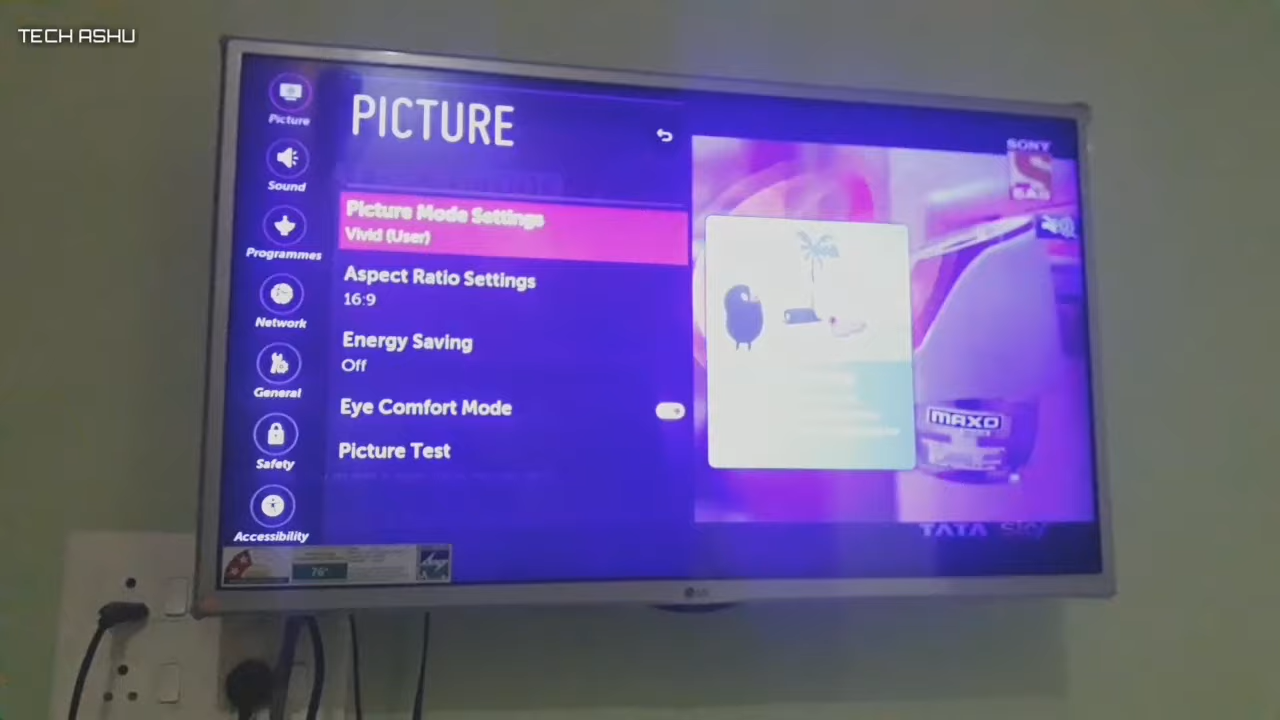 TECH ASHU
Picture
Sound
Programmes
Network
General
Safety
Accessibility
PICTURE
Picture Mode Settings
Vivid (User)
Aspect Ratio Settings
16:9
Energy Saving
Off
Eye Comfort Mode
Picture Test
SONY
S
SAB
MAXO
TATA sky
LG